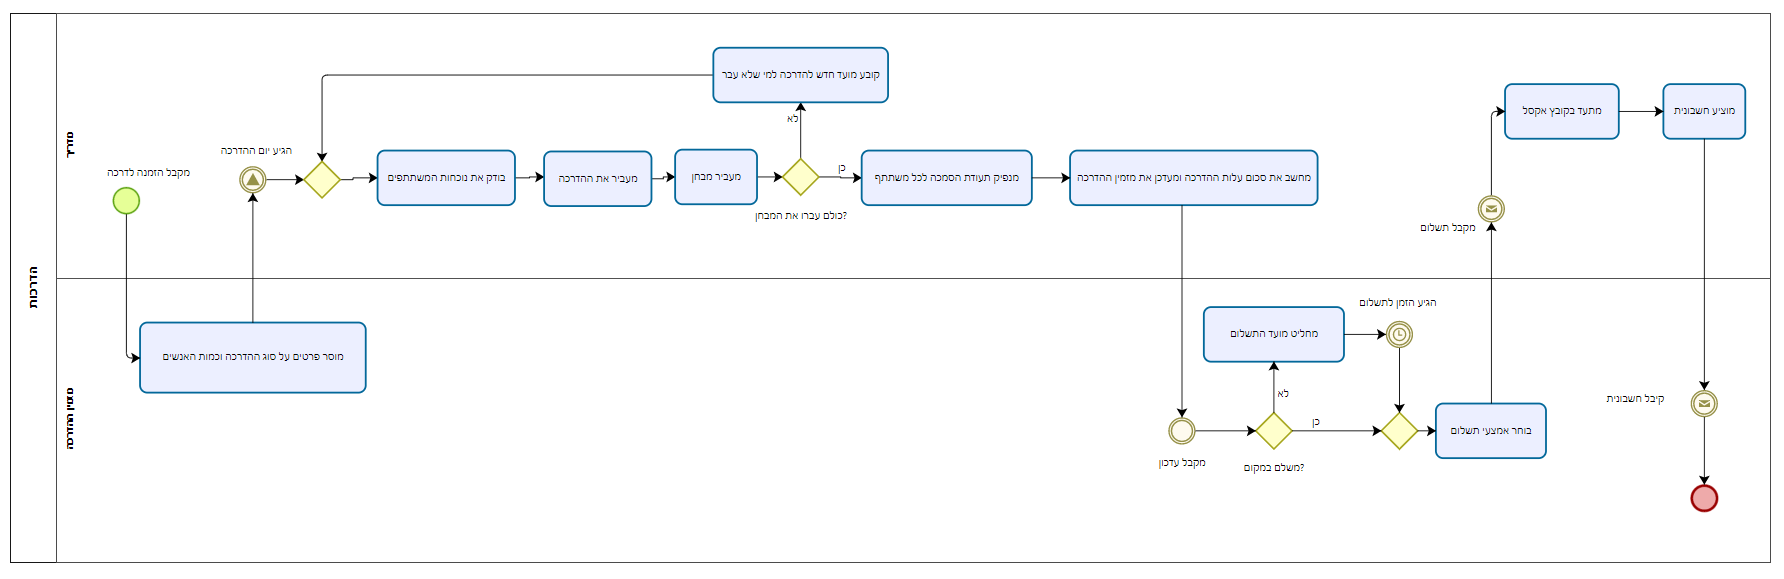 הדרכות
מדריך
מזמין ההדרכה
מקבל הזמנה לדרכה
מוסר פרטים על סוג ההדרכה וכמות האנשים
הגיע יום ההדרכה
בודק את נוכחות המשתתפים
מעביר את ההדרכה
מעביר מבחן
כולם עברו את המבחן?
לא
קובע מועד חדש להדרכה למי שלא עבר
כן
מנפיק תעודת הסמכה לכל משתתף
מחשב את סכום עלות ההדרכה ומעדכן את מזמין ההדרכה
מקבל עדכון
משלם במקום?
לא
מחליט מועד התשלום
הגיע הזמן לתשלום
כן
בוחר אמצעי תשלום
מקבל תשלום
מתעד בקובץ אקסל
מוציע חשבונית
קיבל חשבונית